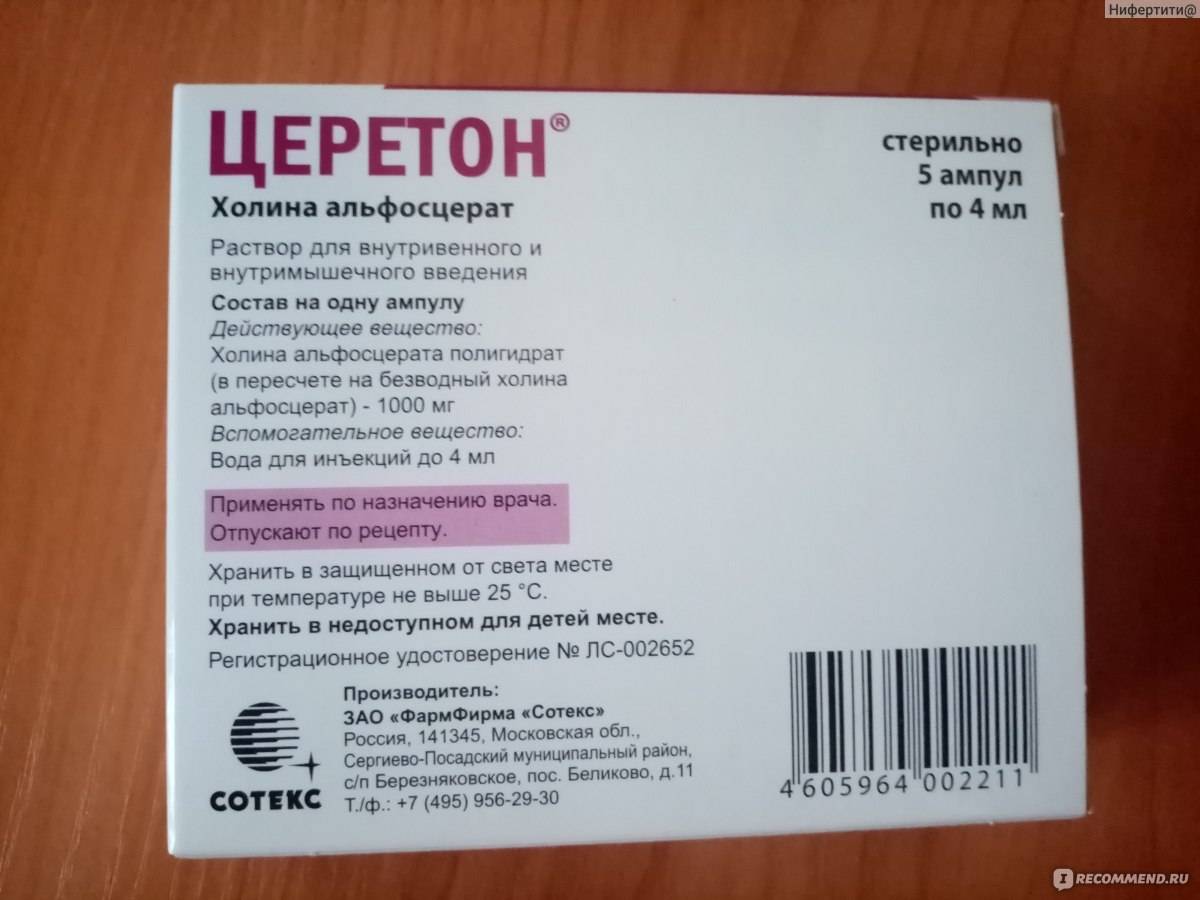 Нифертити@
ЦЕРЕТОН®
Холина альфосцерат
стерильно
5 ампул
по 4 мл
Раствор для внутривенного и
внутримышечного введения
Состав на одну ампулу
Действующее вещество:
Холина альфосцерата полигидрат
(в пересчете на безводный холина
альфосцерат) - 1000 мг
Вспомогательное вещество:
Вода для инъекций до 4 мл
Применять по назначению врача.
Отпускают по рецепту.
Хранить в защищенном от света месте
при температуре не выше 25 °С.
Хранить в недоступном для детей месте.
Регистрационное удостоверение № ЛС-002652
СОТЕКС
Производитель:
ЗАО «ФармФирма «Сотекс»
Россия, 141345, Московская обл.,
Сергиево-Посадский муниципальный район,
с/п Березняковское, пос. Беликово, д.11
Т./ф.: +7 (495) 956-29-30
4 605964 002211
IRECOMMEND.RU